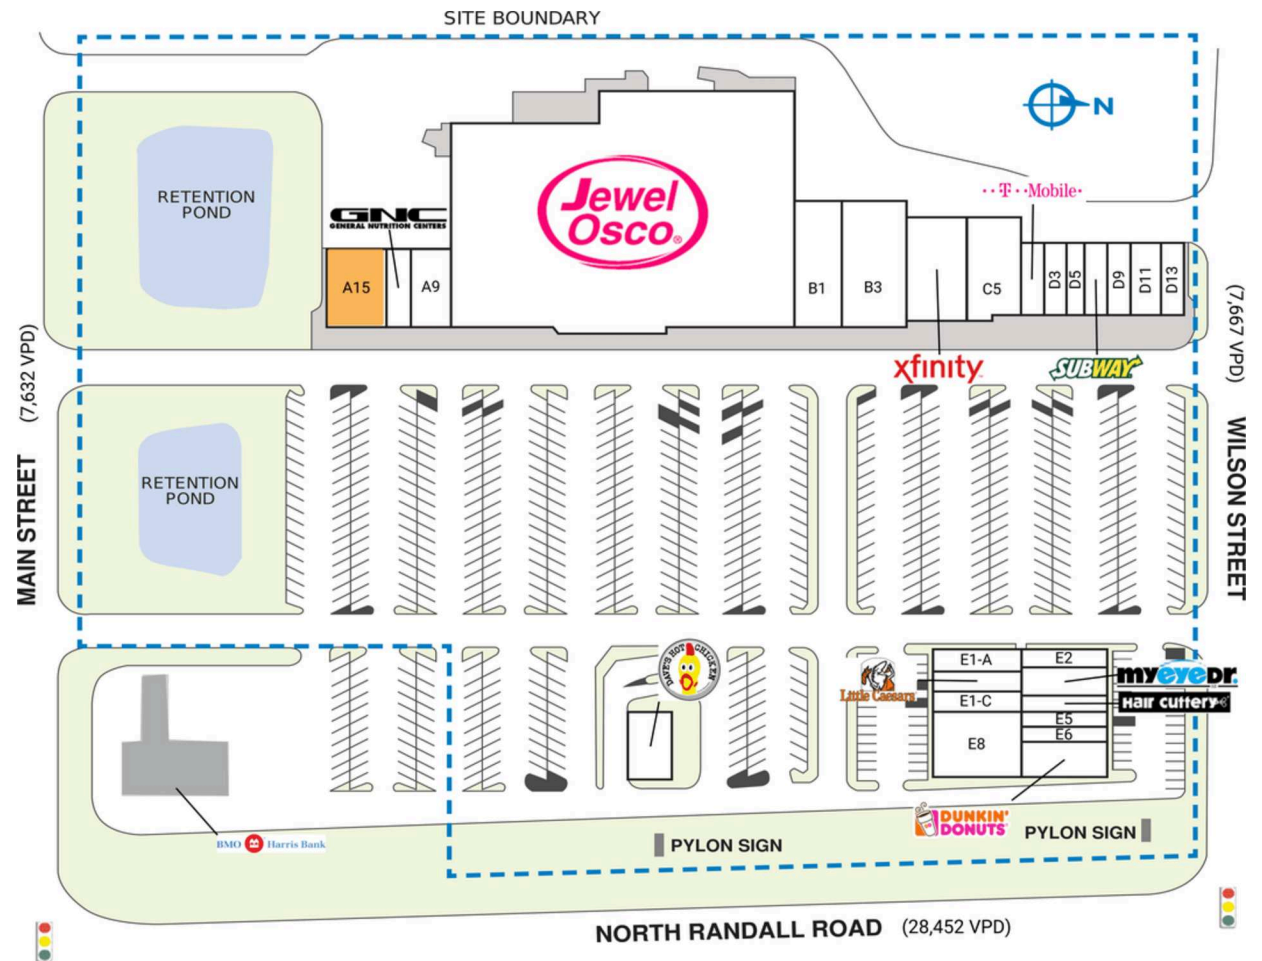 SITE BOUNDARY
N
RETENTION
POND
GNC
GENERAL NUTRITION CENTERS
Jewel
Osco®
T··Mobile·
A15
A9
B1
B3
C5
D3
D5
D9
D11
D13
xfinity
SUBWAY
(7,632 VPD)
MAIN STREET
(7,667 VPD)
WILSON STREET
RETENTION
POND
DAVE'S HOT CHICKEN
Little Caesars
E1-A
E2
E1-C
E5
E6
E8
myeyeDr.
Hair Cuttery
BMO Harris Bank
DUNKIN'
DONUTS
DD
PYLON SIGN
PYLON SIGN
NORTH RANDALL ROAD (28,452 VPD)